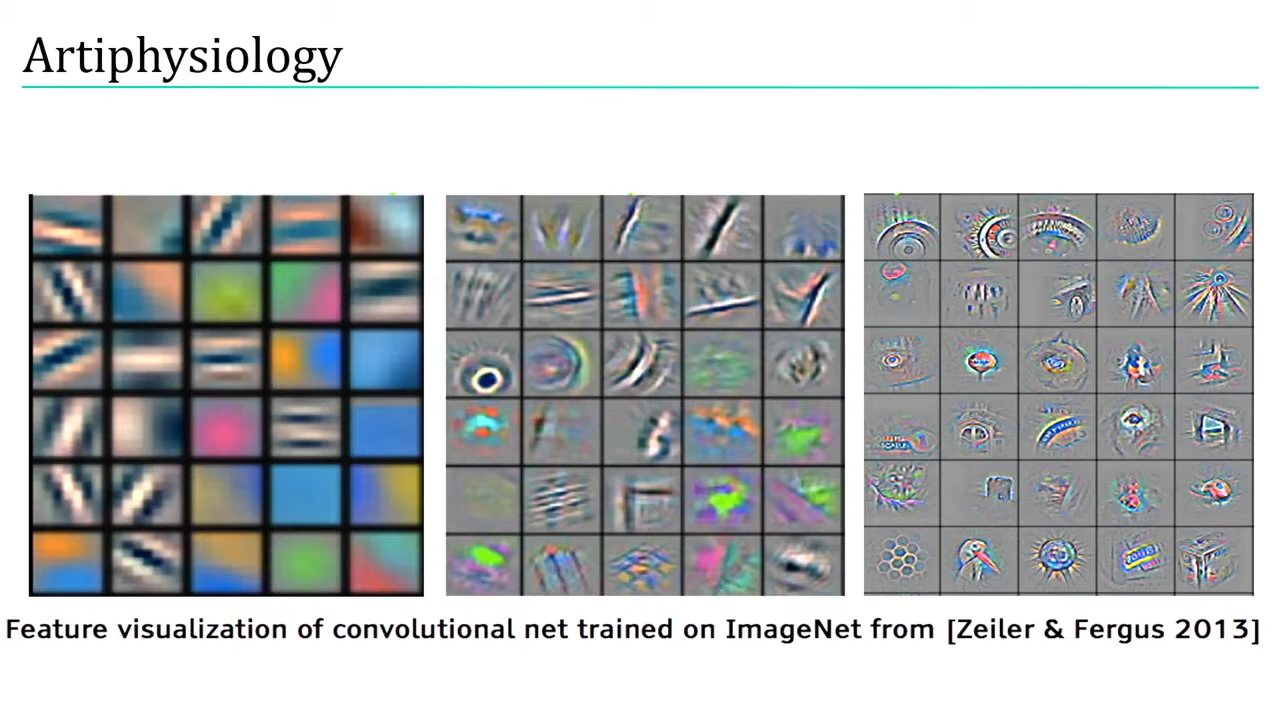 Artiphysiology
Feature visualization of convolutional net trained on ImageNet from [Zeiler & Fergus 2013]